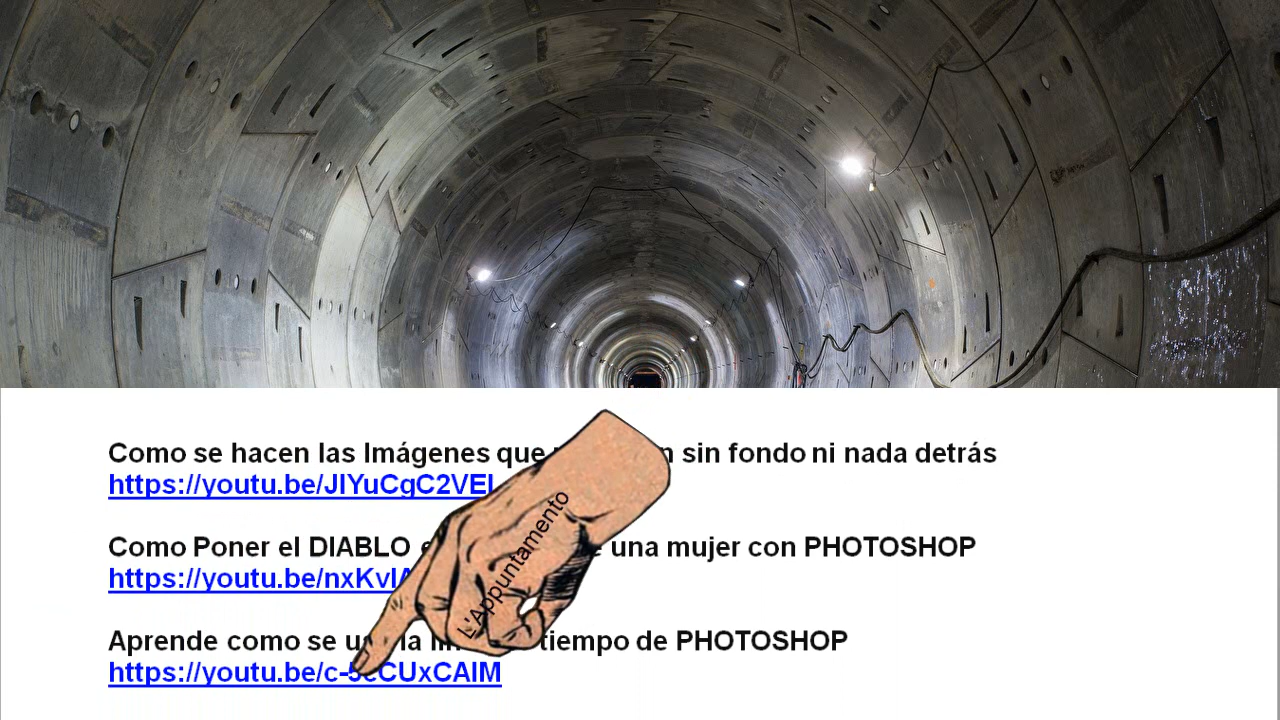 Como se hacen las Imágenes que sin fondo ni nada detrás
https://youtu.be/JIYuCgC2VEI
Como Poner el DIABLO una mujer con PHOTOSHOP
https://youtu.be/nxKvI
Aprende como se la tiempo de PHOTOSHOP
https://youtu.be/c-5cCUxCAIM
L'Appuntamento